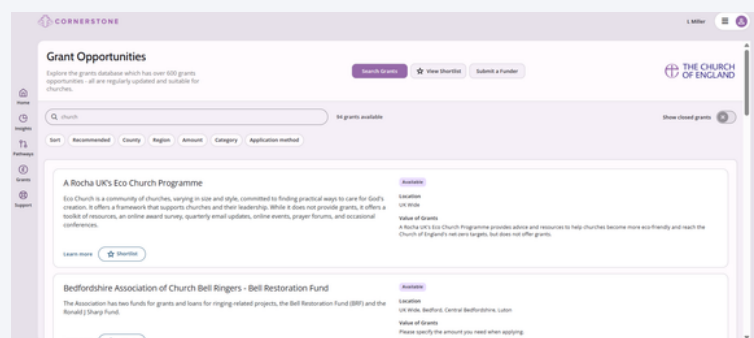 CORNERSTONE
L Miller
Grant Opportunities
Explore the grants database which has over 600 grants
opportunities - all are regularly updated and suitable for
churches.
Search Grants
View Shortlist
Submit a Funder
THE CHURCH
OF ENGLAND
Home
Insights
Pathways
Grants
Support
church
94 grants available
Show closed grants
Sort
Recommended
County
Region
Amount
Category
Application method
A Rocha UK's Eco Church Programme
Eco Church is a community of churches, varying in size and style, committed to finding practical ways to care for God's
creation. It offers a framework that supports churches and their leadership. While it does not provide grants, it offers a
toolkit of resources, an online award survey, quarterly email updates, online events, prayer forums, and occasional
conferences.
Learn more
Shortlist
Available
Location
UK Wide
Value of Grants
A Rocha UK's Eco Church Programme provides advice and resources to help churches become more eco-friendly and reach the
Church of England's net zero targets, but does not offer grants.
Bedfordshire Association of Church Bell Ringers - Bell Restoration Fund
The Association has two funds for grants and loans for ringing-related projects, the Bell Restoration Fund (BRF) and the
Ronald J Sharp Fund.
Available
Location
UK Wide, Bedford, Central Bedfordshire, Luton
Value of Grants
Please specify the amount you need when applying.